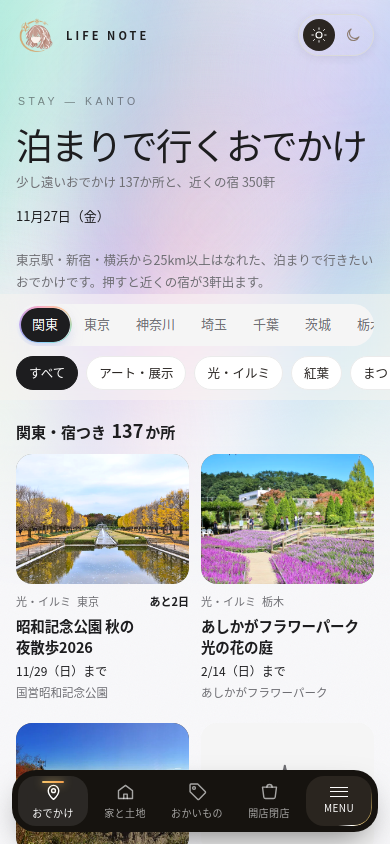 LIFE NOTE
STAY — KANTO
泊まりで行くおでかけ
少し遠いおでかけ 137か所と、近くの宿 350軒
11月27日（金）
東京駅・新宿・横浜から25km以上はなれた、泊まりで行きたい
おでかけです。押すと近くの宿が3軒出ます。
関東 東京 神奈川 埼玉 千葉 茨城
すべて アート・展示 光・イルミ 紅葉 まつ
関東・宿つき 137か所
光・イルミ 東京 あと2日
昭和記念公園 秋の
夜散歩2026
11/29（日）まで
国営昭和記念公園
光・イルミ 栃木
あしかがフラワーパーク
光の花の庭
2/14（日）まで
あしかがフラワーパーク
おでかけ 家と土地 おかいもの 開店閉店 MENU